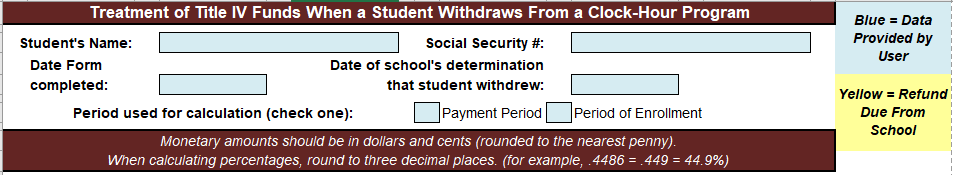 Treatment of Title IV Funds When a Student Withdraws From a Clock-Hour Program
Student's Name:
Social Security #:
Date Form
completed:
Date of school's determination
that student withdrew:
Period used for calculation (check one):
Payment Period
Period of Enrollment
Monetary amounts should be in dollars and cents (rounded to the nearest penny).
When calculating percentages, round to three decimal places. (for example, .4486 = .449 = 44.9%)
Blue = Data
Provided by
User
Yellow = Refund
Due From
School